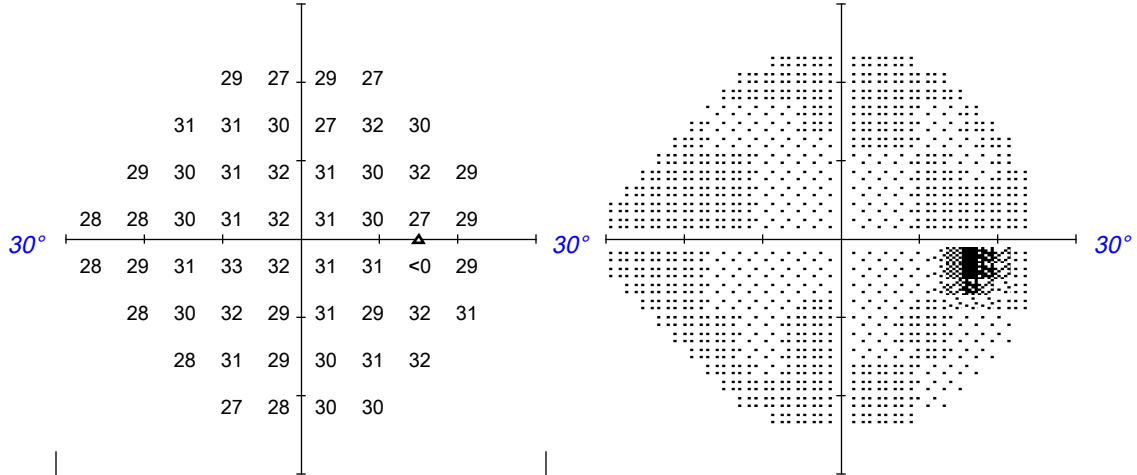 29 27 29 27
31 31 30 27 32 30
29 30 31 32 31 30 32 29
28 28 30 31 32 31 30 27 29
30° 30° 30°
28 29 31 33 32 31 31 <0 29
28 30 32 29 31 29 32 31
28 31 29 30 31 32
27 28 30 30